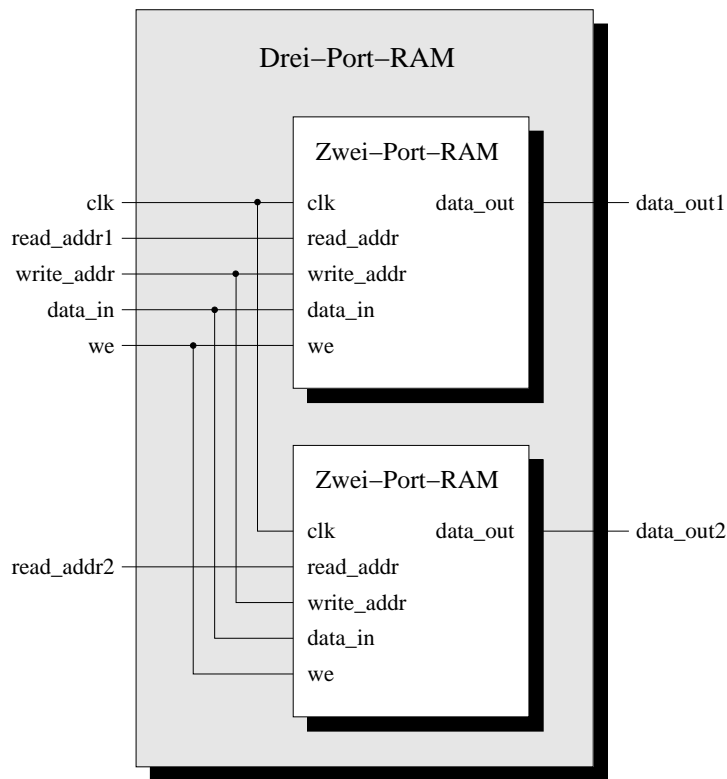 Drei−Port−RAM
Zwei−Port−RAM
clk clk data_out data_out1
read_addr1 read_addr
write_addr write_addr
data_in data_in
we we
Zwei−Port−RAM
clk data_out data_out2
read_addr2 read_addr
write_addr
data_in
we